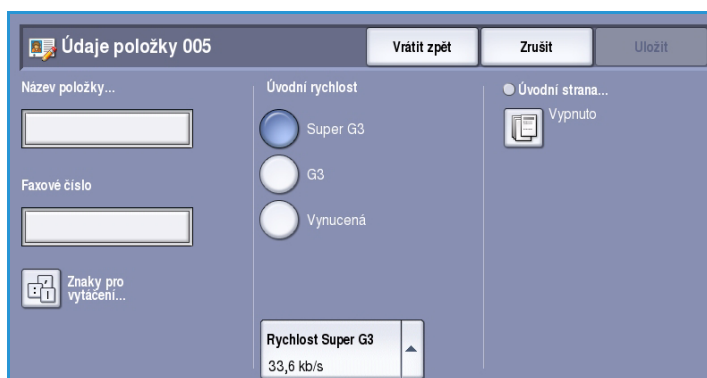 Údaje položky 005
Vrátit zpět
Zrušit
Uložit
Název položky...
Faxové číslo
Znaky pro
vytáčení...
Úvodní rychlost
Super G3
G3
Vynucená
Rychlost Super G3
33,6 kb/s
Úvodní strana...
Vypnuto